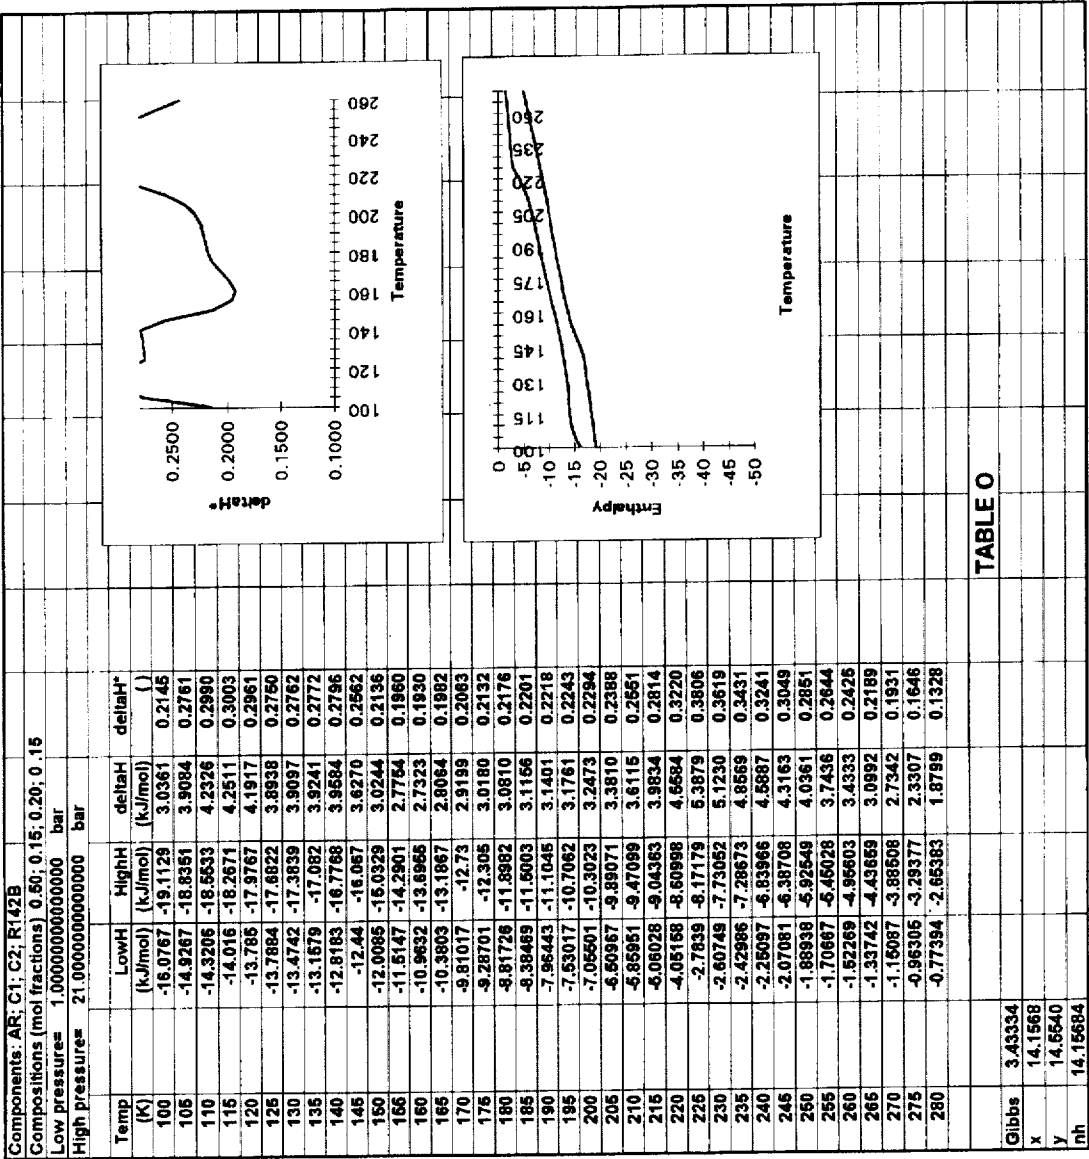 Components: AR; C1; C2; R142B
Compositions (mol fractions) 0.50; 0.15; 0.20; 0.15
Low pressure= 1.00000000000000 bar
High pressure= 21.0000000000000 bar
Temp LowH HighH deltaH deltaH*
(K) (kJ/mol) (kJ/mol) (kJ/mol) ( )
100 -16.0767 -19.1129 3.0361 0.2145
105 -14.9267 -18.8351 3.9084 0.2761
110 -14.3206 -18.5533 4.2326 0.2990
115 -14.016 -18.2671 4.2511 0.3003
120 -13.785 -17.9767 4.1917 0.2961
125 -13.7884 -17.6822 3.8938 0.2750
130 -13.4742 -17.3839 3.9097 0.2762
135 -13.1579 -17.082 3.9241 0.2772
140 -12.8183 -16.7768 3.9584 0.2796
145 -12.44 -16.067 3.6270 0.2562
150 -12.0085 -15.0329 3.0244 0.2136
155 -11.5147 -14.2901 2.7754 0.1960
160 -10.9632 -13.6955 2.7323 0.1930
165 -10.3803 -13.1867 2.8064 0.1982
170 -9.81017 -12.73 2.9199 0.2063
175 -9.28701 -12.305 3.0180 0.2132
180 -8.81726 -11.8982 3.0810 0.2176
185 -8.38469 -11.5003 3.1156 0.2201
190 -7.96443 -11.1045 3.1401 0.2218
195 -7.53017 -10.7062 3.1761 0.2243
200 -7.05501 -10.3023 3.2473 0.2294
205 -6.50967 -9.89071 3.3810 0.2388
210 -5.85951 -9.47099 3.6115 0.2551
215 -5.06028 -9.04363 3.9834 0.2814
220 -4.05158 -8.60998 4.5584 0.3220
225 -2.7839 -8.17179 5.3879 0.3806
230 -2.60749 -7.73052 5.1230 0.3619
235 -2.42986 -7.28673 4.8569 0.3431
240 -2.25097 -6.83966 4.5887 0.3241
245 -2.07081 -6.38708 4.3163 0.3049
250 -1.88938 -5.92549 4.0361 0.2851
255 -1.70667 -5.45028 3.7436 0.2644
260 -1.52269 -4.95603 3.4333 0.2425
265 -1.33742 -4.43659 3.0992 0.2189
270 -1.15087 -3.88508 2.7342 0.1931
275 -0.96305 -3.29377 2.3307 0.1646
280 -0.77394 -2.65383 1.8799 0.1328
deltaH*
0.2500
0.2000
0.1500
0.1000
100 120 140 160 180 200 220 240 260
Temperature
Enthalpy
0
-5
-10
-15
-20
-25
-30
-35
-40
-45
-50
100 115 130 145 160 175 190 205 220 235 250
Temperature
TABLE O
Gibbs 3.43334
x 14.1568
y 14.5540
nh 14.15684